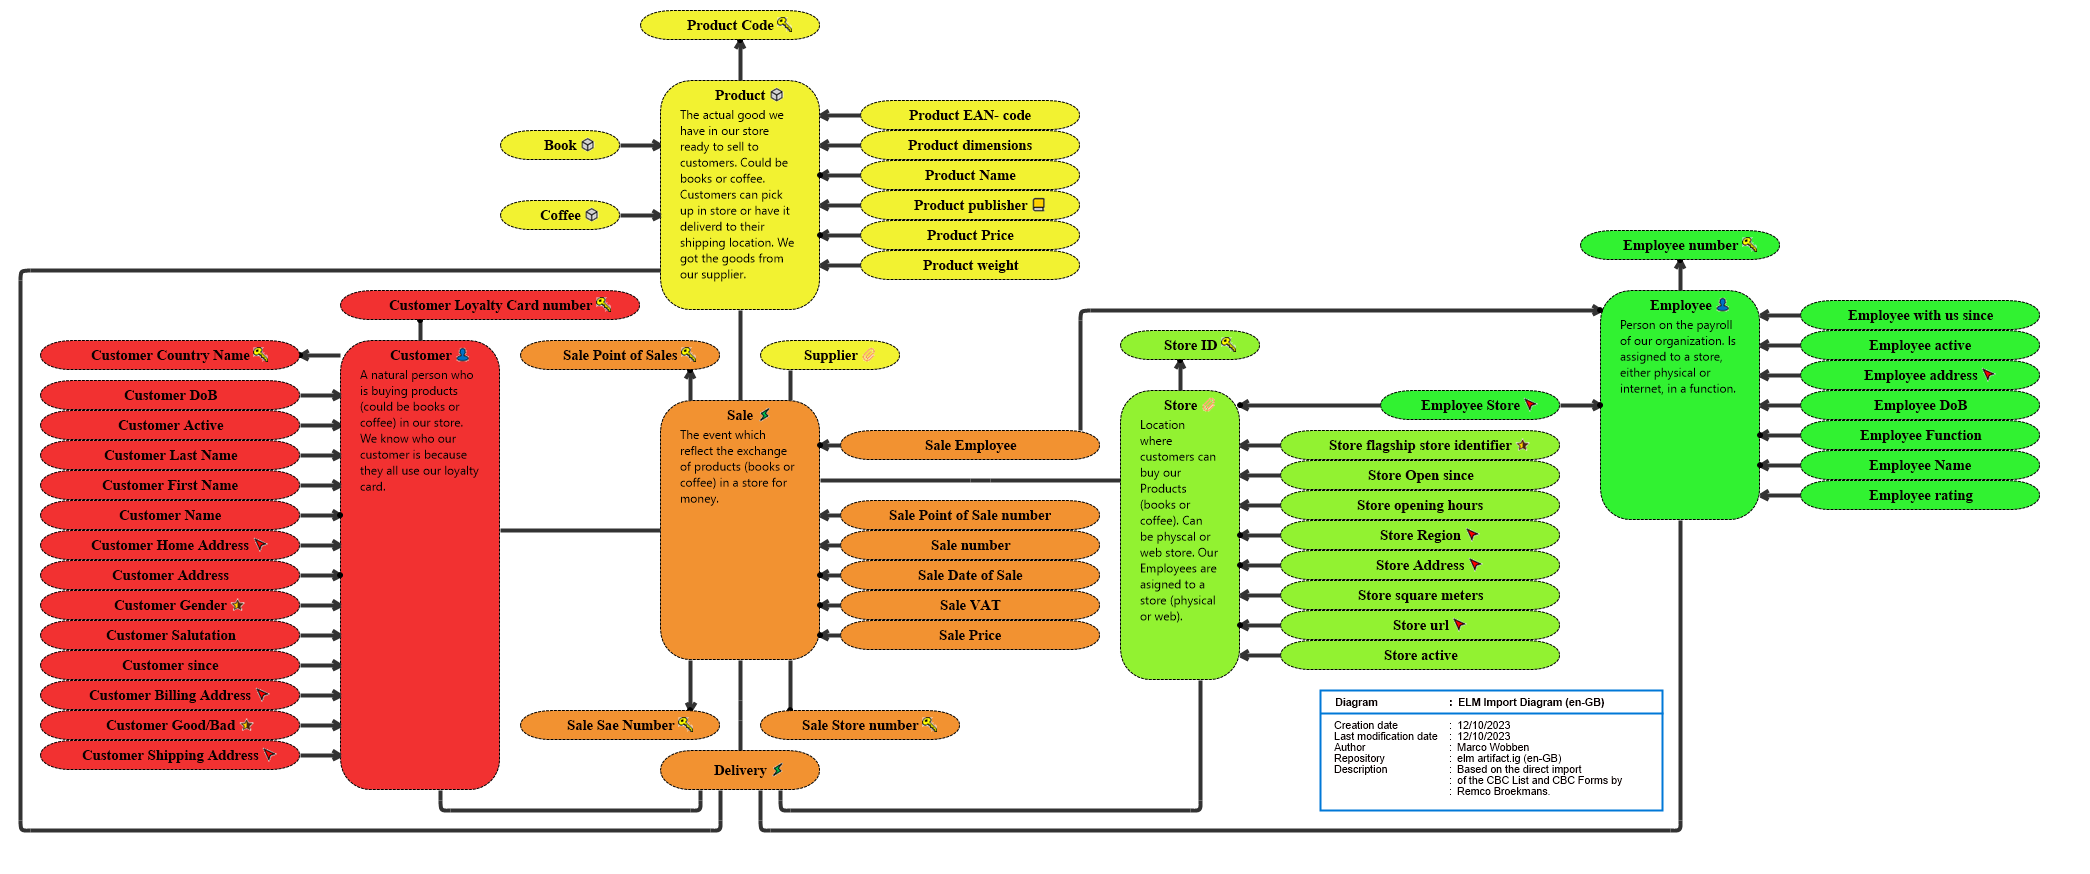 Product Code
Product
The actual good we
have in our store
ready to sell to
customers. Could be
books or coffee.
Customers can pick
up in store or have it
deliverd to their
shipping location. We
got the goods from
our supplier.
Book
Coffee
Product EAN- code
Product dimensions
Product Name
Product publisher
Product Price
Product weight
Customer Loyalty Card number
Customer Country Name
Customer
A natural person who
is buying products
(could be books or
coffee) in our store.
We know who our
customer is because
they all use our loyalty
card.
Customer DoB
Customer Active
Customer Last Name
Customer First Name
Customer Name
Customer Home Address
Customer Address
Customer Gender
Customer Salutation
Customer since
Customer Billing Address
Customer Good/Bad
Customer Shipping Address
Sale Point of Sales
Supplier
Sale
The event which
reflect the exchange
of products (books or
coffee) in a store for
money.
Sale Employee
Sale Point of Sale number
Sale number
Sale Date of Sale
Sale VAT
Sale Price
Sale Sae Number
Sale Store number
Delivery
Store ID
Store
Location
where
customers can
buy our
Products
(books or
coffee). Can
be physcal or
web store. Our
Employees are
asigned to a
store (physical
or web).
Employee Store
Store flagship store identifier
Store Open since
Store opening hours
Store Region
Store Address
Store square meters
Store url
Store active
Employee number
Employee
Person on the payroll
of our organization. Is
assigned to a store,
either physical or
internet, in a function.
Employee with us since
Employee active
Employee address
Employee DoB
Employee Function
Employee Name
Employee rating
Diagram : ELM Import Diagram (en-GB)
Creation date : 12/10/2023
Last modification date : 12/10/2023
Author : Marco Wobben
Repository : elm artifact.ig (en-GB)
Description : Based on the direct import
: of the CBC List and CBC Forms by
: Remco Broekmans.